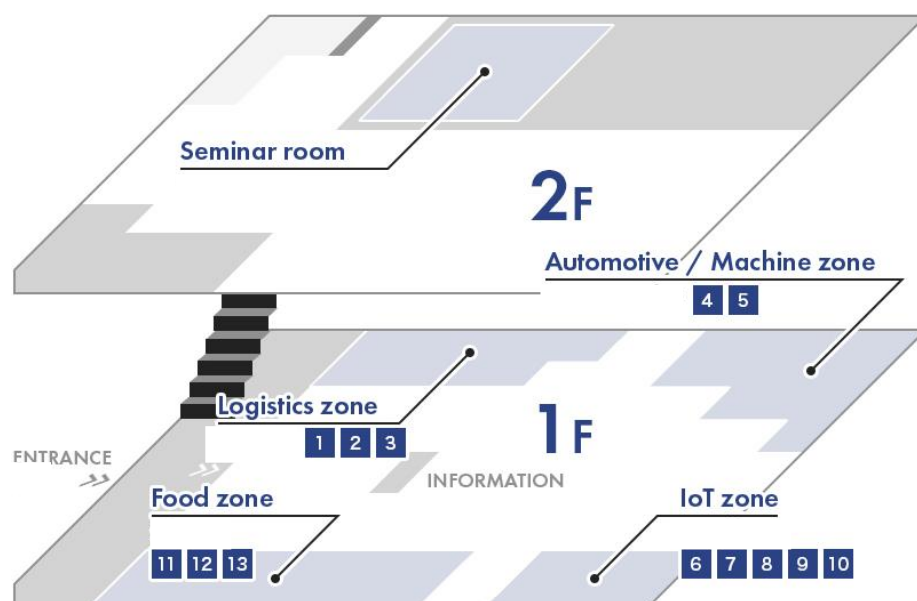 Seminar room
2F
Automotive / Machine zone
4 5
Logistics zone
1 2 3
1F
ENTRANCE
INFORMATION
Food zone
11 12 13
IoT zone
6 7 8 9 10